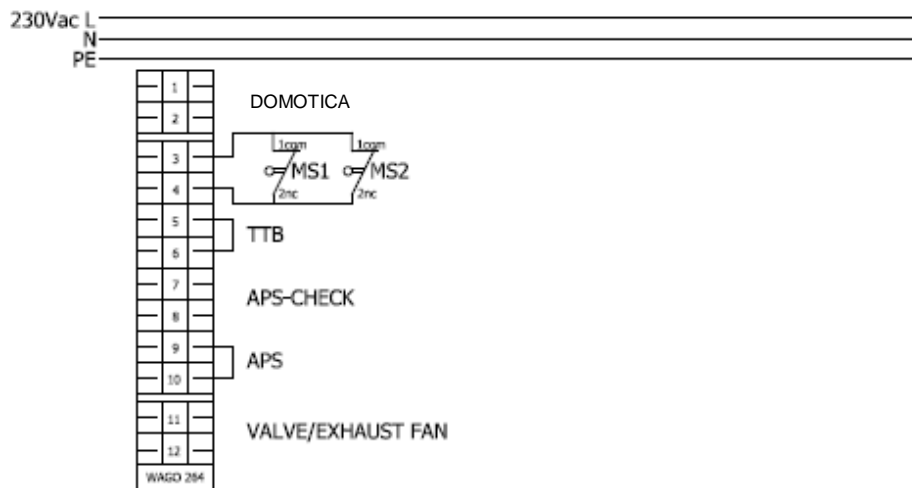 230Vac L
N
PE
1
DOMOTICA
2
3
1com
1com
MS1
MS2
4
2nc
2nc
5
TTB
6
7
APS-CHECK
8
9
APS
10
11
VALVE/EXHAUST FAN
12
WAGO 284